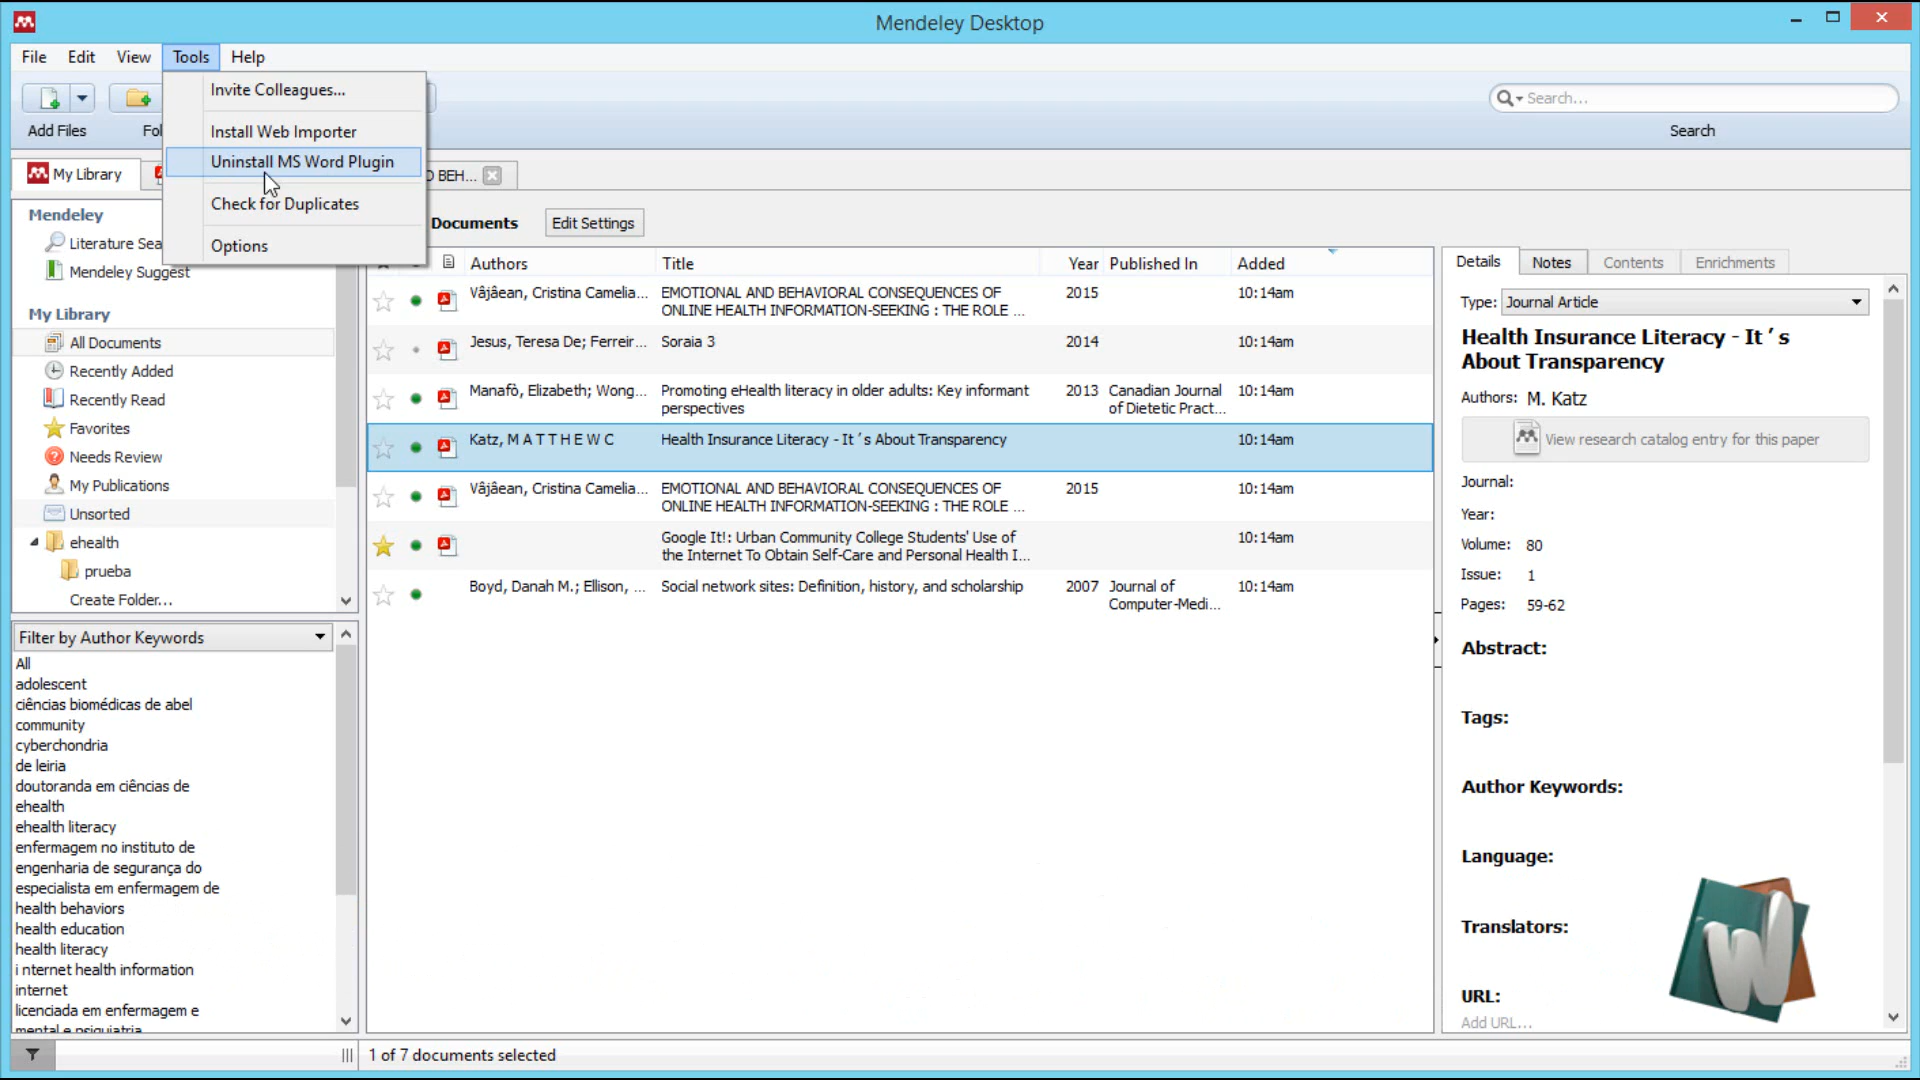 Mendeley Desktop
File Edit View Tools Help
Invite Colleagues...
Install Web Importer
Uninstall MS Word Plugin
Check for Duplicates
Options
Search...
Add Files
Search
My Library
BEH...
Mendeley
Literature Sea
Mendeley Suggest
My Library
All Documents
Recently Added
Recently Read
Favorites
Needs Review
My Publications
Unsorted
ehealth
prueba
Create Folder...
Filter by Author Keywords
All
adolescent
ciências biomédicas de abel
community
cyberchondria
de leiria
doutoranda em ciências de
ehealth
ehealth literacy
enfermagem no instituto de
engenharia de segurança do
especialista em enfermagem de
health behaviors
health education
health literacy
i nternet health information
internet
licenciada em enfermagem e
mental e psiquiatria
Documents Edit Settings
Authors Title Year Published In Added
Vâjâean, Cristina Camelia... EMOTIONAL AND BEHAVIORAL CONSEQUENCES OF 2015 10:14am
ONLINE HEALTH INFORMATION-SEEKING : THE ROLE ...
Jesus, Teresa De; Ferreir... Soraia 3 2014 10:14am
Manafò, Elizabeth; Wong... Promoting eHealth literacy in older adults: Key informant 2013 Canadian Journal 10:14am
perspectives of Dietetic Pract...
Katz, M A T T H E W C Health Insurance Literacy - It ´s About Transparency 10:14am
Vâjâean, Cristina Camelia... EMOTIONAL AND BEHAVIORAL CONSEQUENCES OF 2015 10:14am
ONLINE HEALTH INFORMATION-SEEKING : THE ROLE ...
Google It!: Urban Community College Students' Use of 10:14am
the Internet To Obtain Self-Care and Personal Health I...
Boyd, Danah M.; Ellison, ... Social network sites: Definition, history, and scholarship 2007 Journal of 10:14am
Computer-Medi...
Details Notes Contents Enrichments
Type: Journal Article
Health Insurance Literacy - It ´s
About Transparency
Authors: M. Katz
View research catalog entry for this paper
Journal:
Year:
Volume: 80
Issue: 1
Pages: 59-62
Abstract:
Tags:
Author Keywords:
Language:
Translators:
URL:
Add URL...
W
1 of 7 documents selected